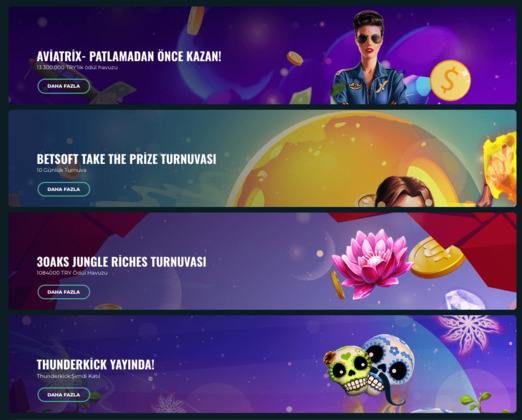 AVİATRİX- PATLAMADAN ÖNCE KAZAN!
13.300.000 TRY'lik ödül havuzu
DAHA FAZLA
BETSOFT TAKE THE PRİZE TURNUVASI
10 Günlük Turnuva
DAHA FAZLA
3OAKS JUNGLE RİCHES TURNUVASI
1084000 TRY Ödül Havuzu
DAHA FAZLA
THUNDERKİCK YAYINDA!
Thunderkick:Şimdi Katıl
DAHA FAZLA